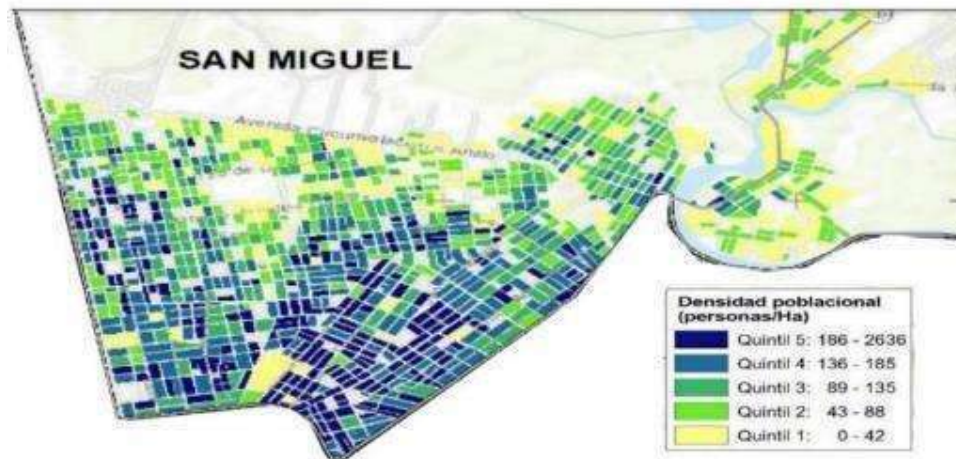 SAN MIGUEL
Avenida
Densidad poblacional
(personas/Ha)
Quintil 5: 186 - 2636
Quintil 4: 136 - 185
Quintil 3: 89 - 135
Quintil 2: 43 - 88
Quintil 1: 0 - 42